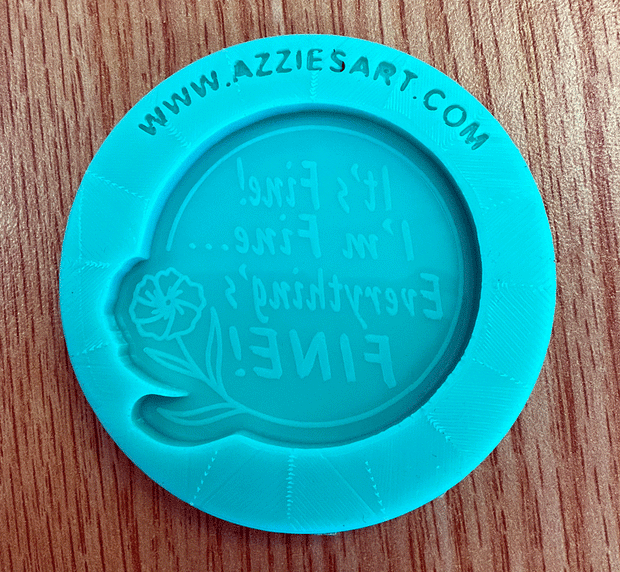 WWW.AZZIESART.COM
It's Fine!
I'm Fine...
Everything's
FINE!